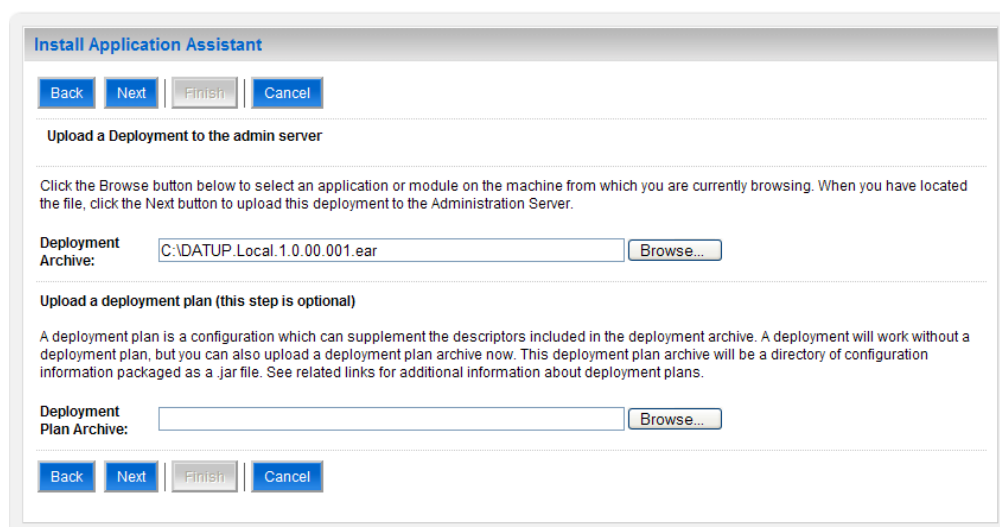 Install Application Assistant
Back Next Finish Cancel
Upload a Deployment to the admin server
Click the Browse button below to select an application or module on the machine from which you are currently browsing. When you have located
the file, click the Next button to upload this deployment to the Administration Server.
Deployment
Archive:
C:\DATUP.Local.1.0.00.001.ear
Browse...
Upload a deployment plan (this step is optional)
A deployment plan is a configuration which can supplement the descriptors included in the deployment archive. A deployment will work without a
deployment plan, but you can also upload a deployment plan archive now. This deployment plan archive will be a directory of configuration
information packaged as a .jar file. See related links for additional information about deployment plans.
Deployment
Plan Archive:
Browse...
Back Next Finish Cancel